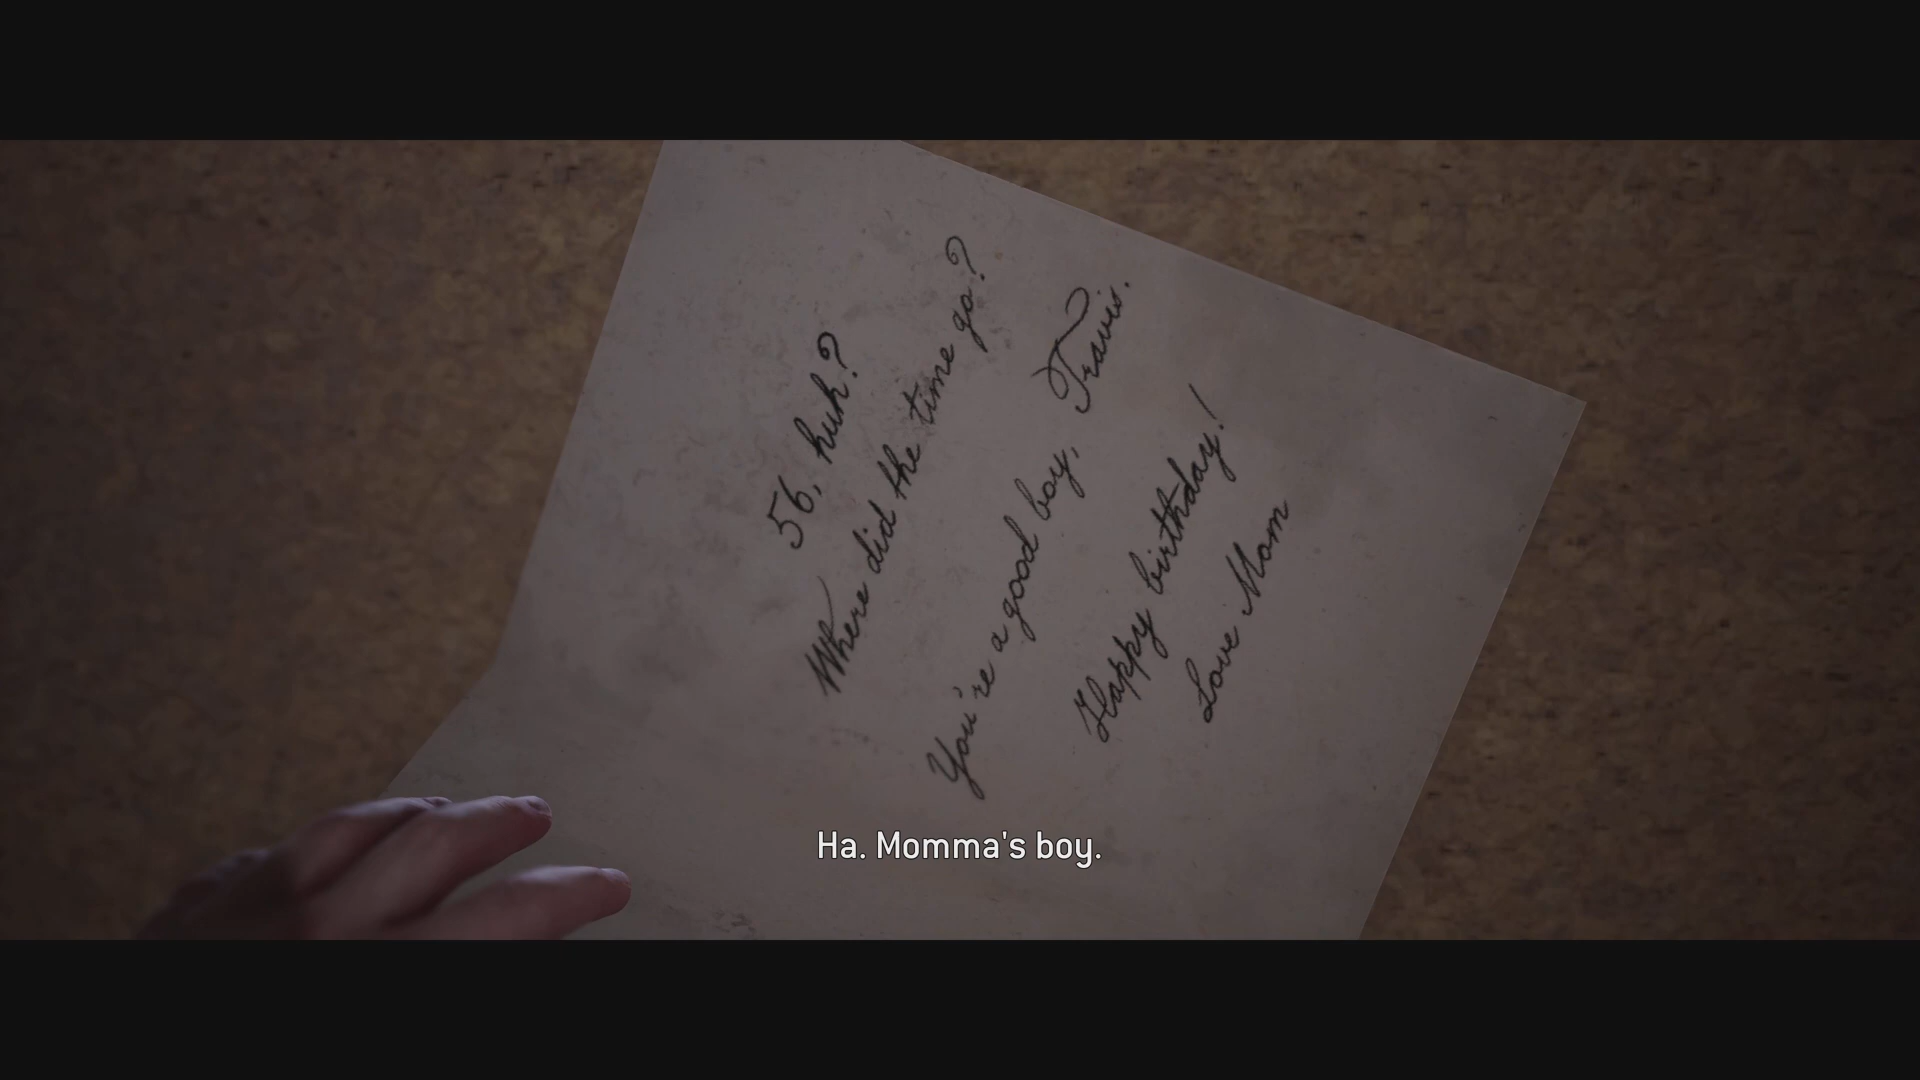 56, huh?
Where did the time go?
You're a good boy, Travis.
Happy birthday!
Love Mom
Ha. Momma's boy.